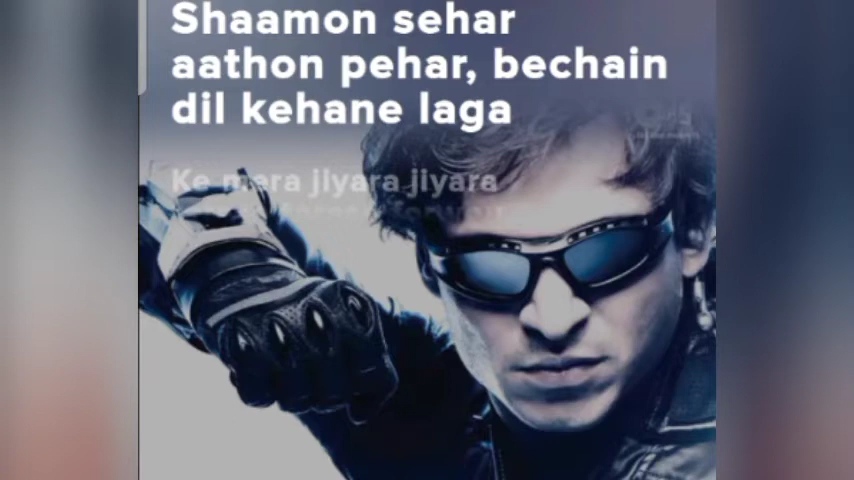 Shaamon sehar
aathon pehar, bechain
dil kehane laga
Ke mera jiyara jiyara